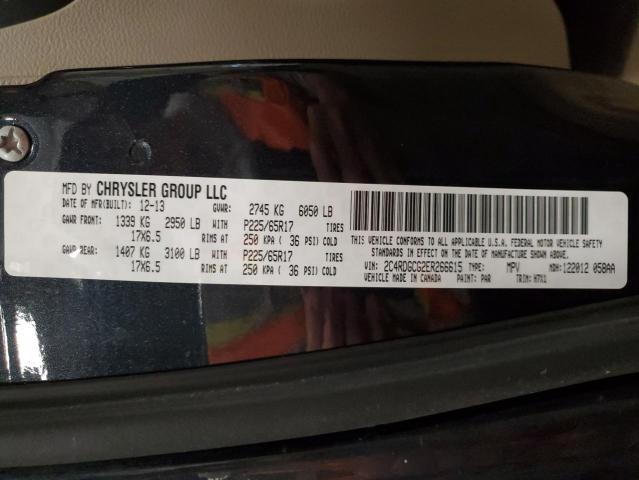 MFD BY CHRYSLER GROUP LLC
DATE OF MFR(BUILT): 12-13 GVWR: 2745 KG 6050 LB
GAWR FRONT: 1339 KG 2950 LB WITH P225/65R17 TIRES
17X6.5 RIMS AT 250 KPA ( 36 PSI) COLD
GAWR REAR: 1407 KG 3100 LB WITH P225/65R17 TIRES
17X6.5 RIMS AT 250 KPA ( 36 PSI) COLD
THIS VEHICLE CONFORMS TO ALL APPLICABLE U.S.A. FEDERAL MOTOR VEHICLE SAFETY
STANDARDS IN EFFECT ON THE DATE OF MANUFACTURE SHOWN ABOVE.
VIN: 2C4RDGCG2ER266615 TYPE: MPV MDH: 122012 05BAA
VEHICLE MADE IN CANADA PAINT: PAR TRIM: H7X1